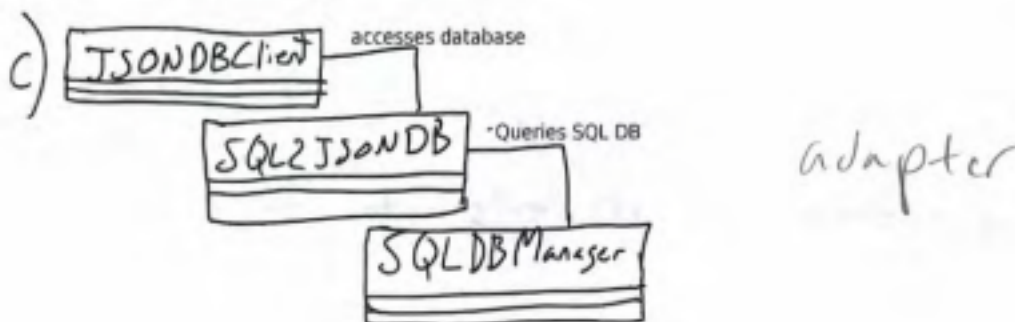 c) JSONDBClient accesses database
SQL2JSONDB -Queries SQL DB
adapter
SQLDBManager